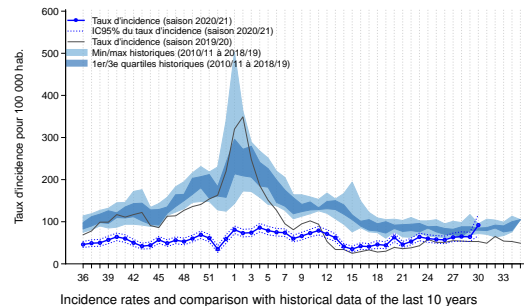 600
500
400
300
200
100
0
Taux d'incidence pour 100 000 hab.
Taux d'incidence (saison 2020/21)
IC95% du taux d'incidence (saison 2020/21)
Taux d'incidence (saison 2019/20)
Min/max historiques (2010/11 à 2018/19)
1er/3e quartiles historiques (2010/11 à 2018/19)
36 39 42 45 48 51 1 3 5 7 9 12 15 18 21 24 27 30 33
Incidence rates and comparison with historical data of the last 10 years